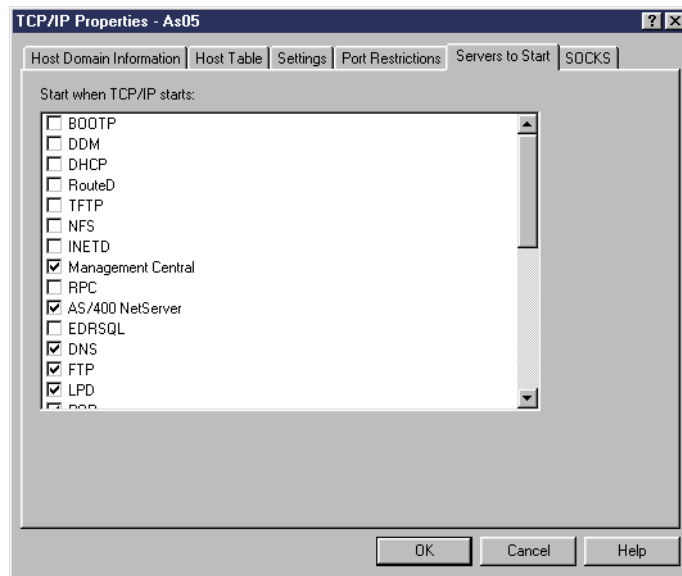 TCP/IP Properties - As05
Host Domain Information Host Table Settings Port Restrictions Servers to Start SOCKS
Start when TCP/IP starts:
BOOTP
DDM
DHCP
RouteD
TFTP
NFS
INETD
Management Central
RPC
AS/400 NetServer
EDRSQL
DNS
FTP
LPD
OK Cancel Help